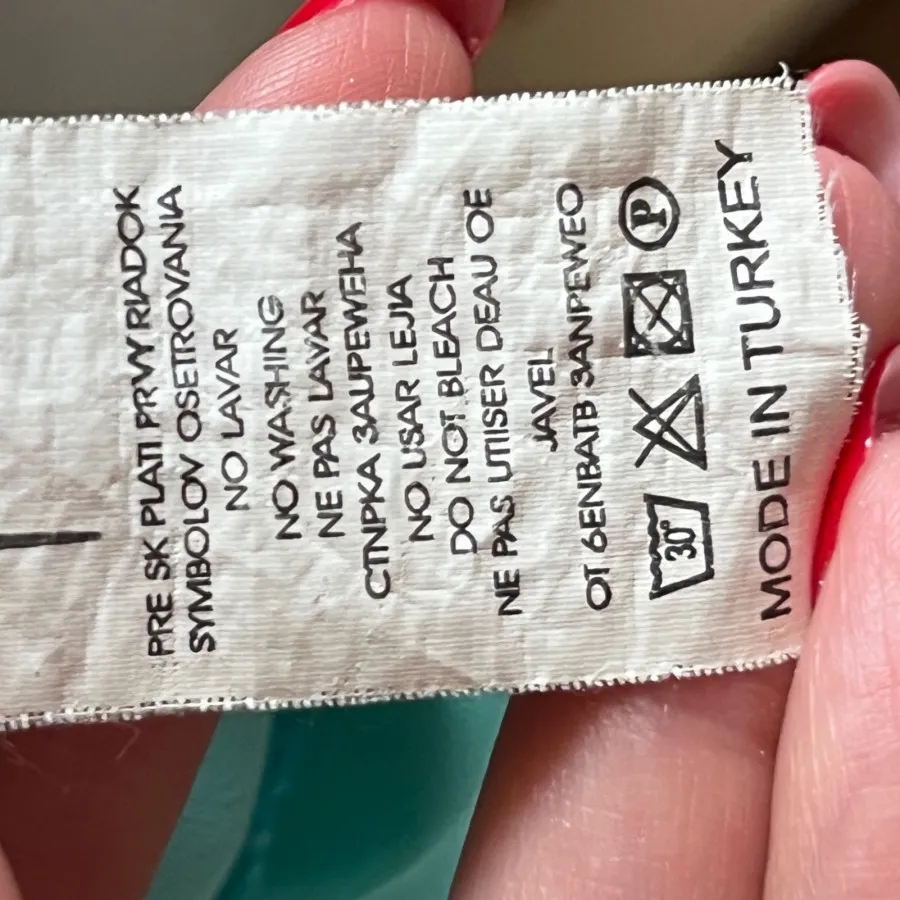 PRE SK PLATI PRVY RIADOK
SYMBOLOV OSETROVANIA
NO LAVAR
NO WASHING
NE PAS LAVAR
CTNPKA 3AUPEWEHA
NO USAR LEJIA
DO NOT BLEACH
NE PAS UTIISER DEAU OE
JAVEL
OT 6ENBATB 3ANPEWEO
30° P
MODE IN TURKEY